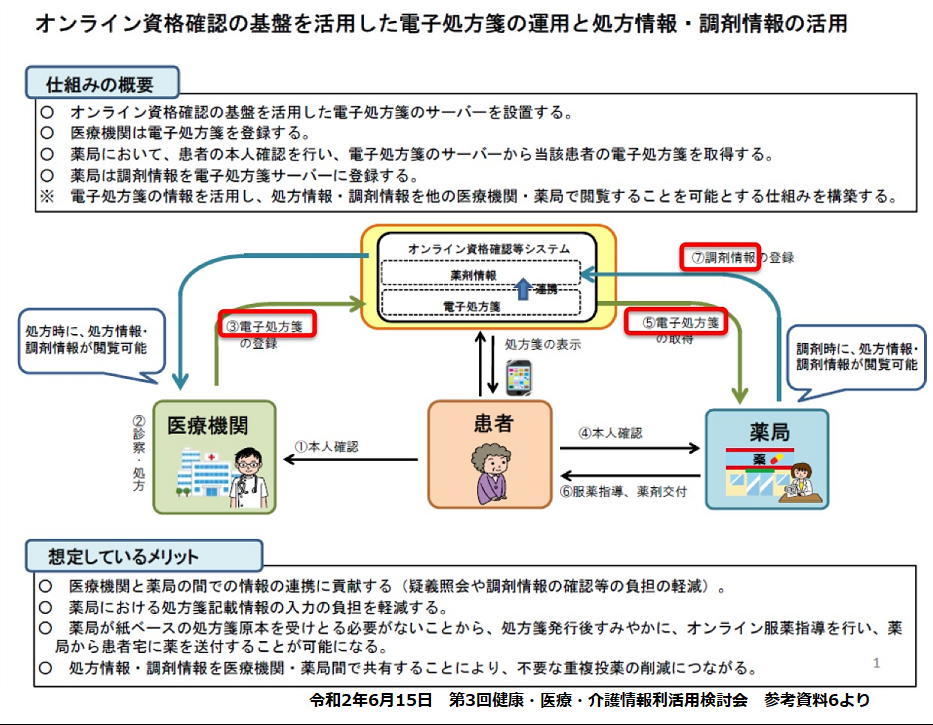 オンライン資格確認の基盤を活用した電子処方箋の運用と処方情報・調剤情報の活用
仕組みの概要
○ オンライン資格確認の基盤を活用した電子処方箋のサーバーを設置する。
○ 医療機関は電子処方箋を登録する。
○ 薬局において、患者の本人確認を行い、電子処方箋のサーバーから当該患者の電子処方箋を取得する。
○ 薬局は調剤情報を電子処方箋サーバーに登録する。
※ 電子処方箋の情報を活用し、処方情報・調剤情報を他の医療機関・薬局で閲覧することを可能とする仕組みを構築する。
オンライン資格確認等システム
薬剤情報
連携
電子処方箋
⑦調剤情報の登録
③電子処方箋
の登録
⑤電子処方箋
の取得
処方時に、処方情報・
調剤情報が閲覧可能
処方箋の表示
調剤時に、処方情報・
調剤情報が閲覧可能
②診察・処方
医療機関
①本人確認
患者
④本人確認
⑥服薬指導、薬剤交付
薬局
薬
想定しているメリット
○ 医療機関と薬局の間での情報の連携に貢献する（疑義照会や調剤情報の確認等の負担の軽減）。
○ 薬局における処方箋記載情報の入力の負担を軽減する。
○ 薬局が紙ベースの処方箋原本を受けとる必要がないことから、処方箋発行後すみやかに、オンライン服薬指導を行い、薬
局から患者宅に薬を送付することが可能になる。
○ 処方情報・調剤情報を医療機関・薬局間で共有することにより、不要な重複投薬の削減につながる。
1
令和2年6月15日 第3回健康・医療・介護情報利活用検討会 参考資料6より